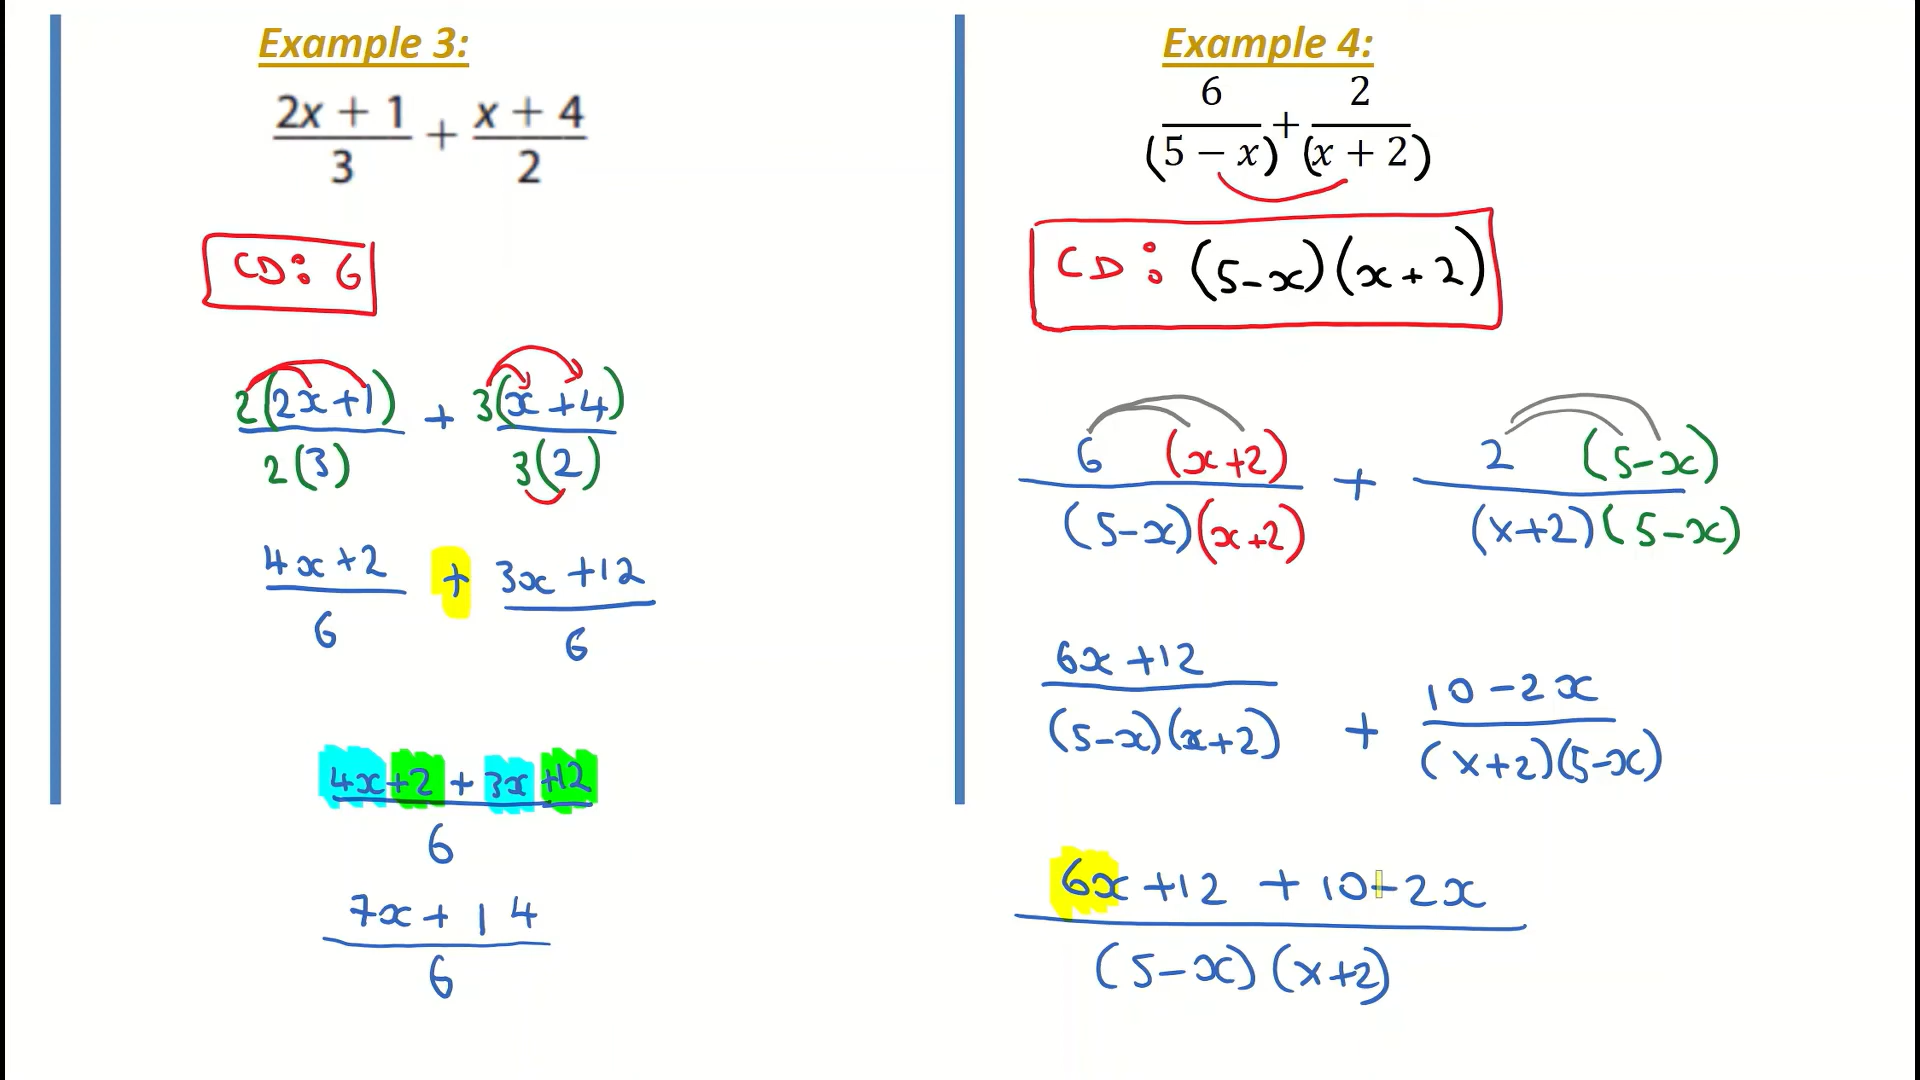 Example 3:
2x + 1 / 3 + x + 4 / 2
CD: 6
2(2x+1) / 2(3) + 3(x+4) / 3(2)
4x+2 / 6 + 3x+12 / 6
4x+2 + 3x+12 / 6
7x+14 / 6
Example 4:
6 / (5 − x) + 2 / (x + 2)
CD: (5-x)(x+2)
6(x+2) / (5-x)(x+2) + 2(5-x) / (x+2)(5-x)
6x+12 / (5-x)(x+2) + 10-2x / (x+2)(5-x)
6x+12 + 10-2x / (5-x)(x+2)